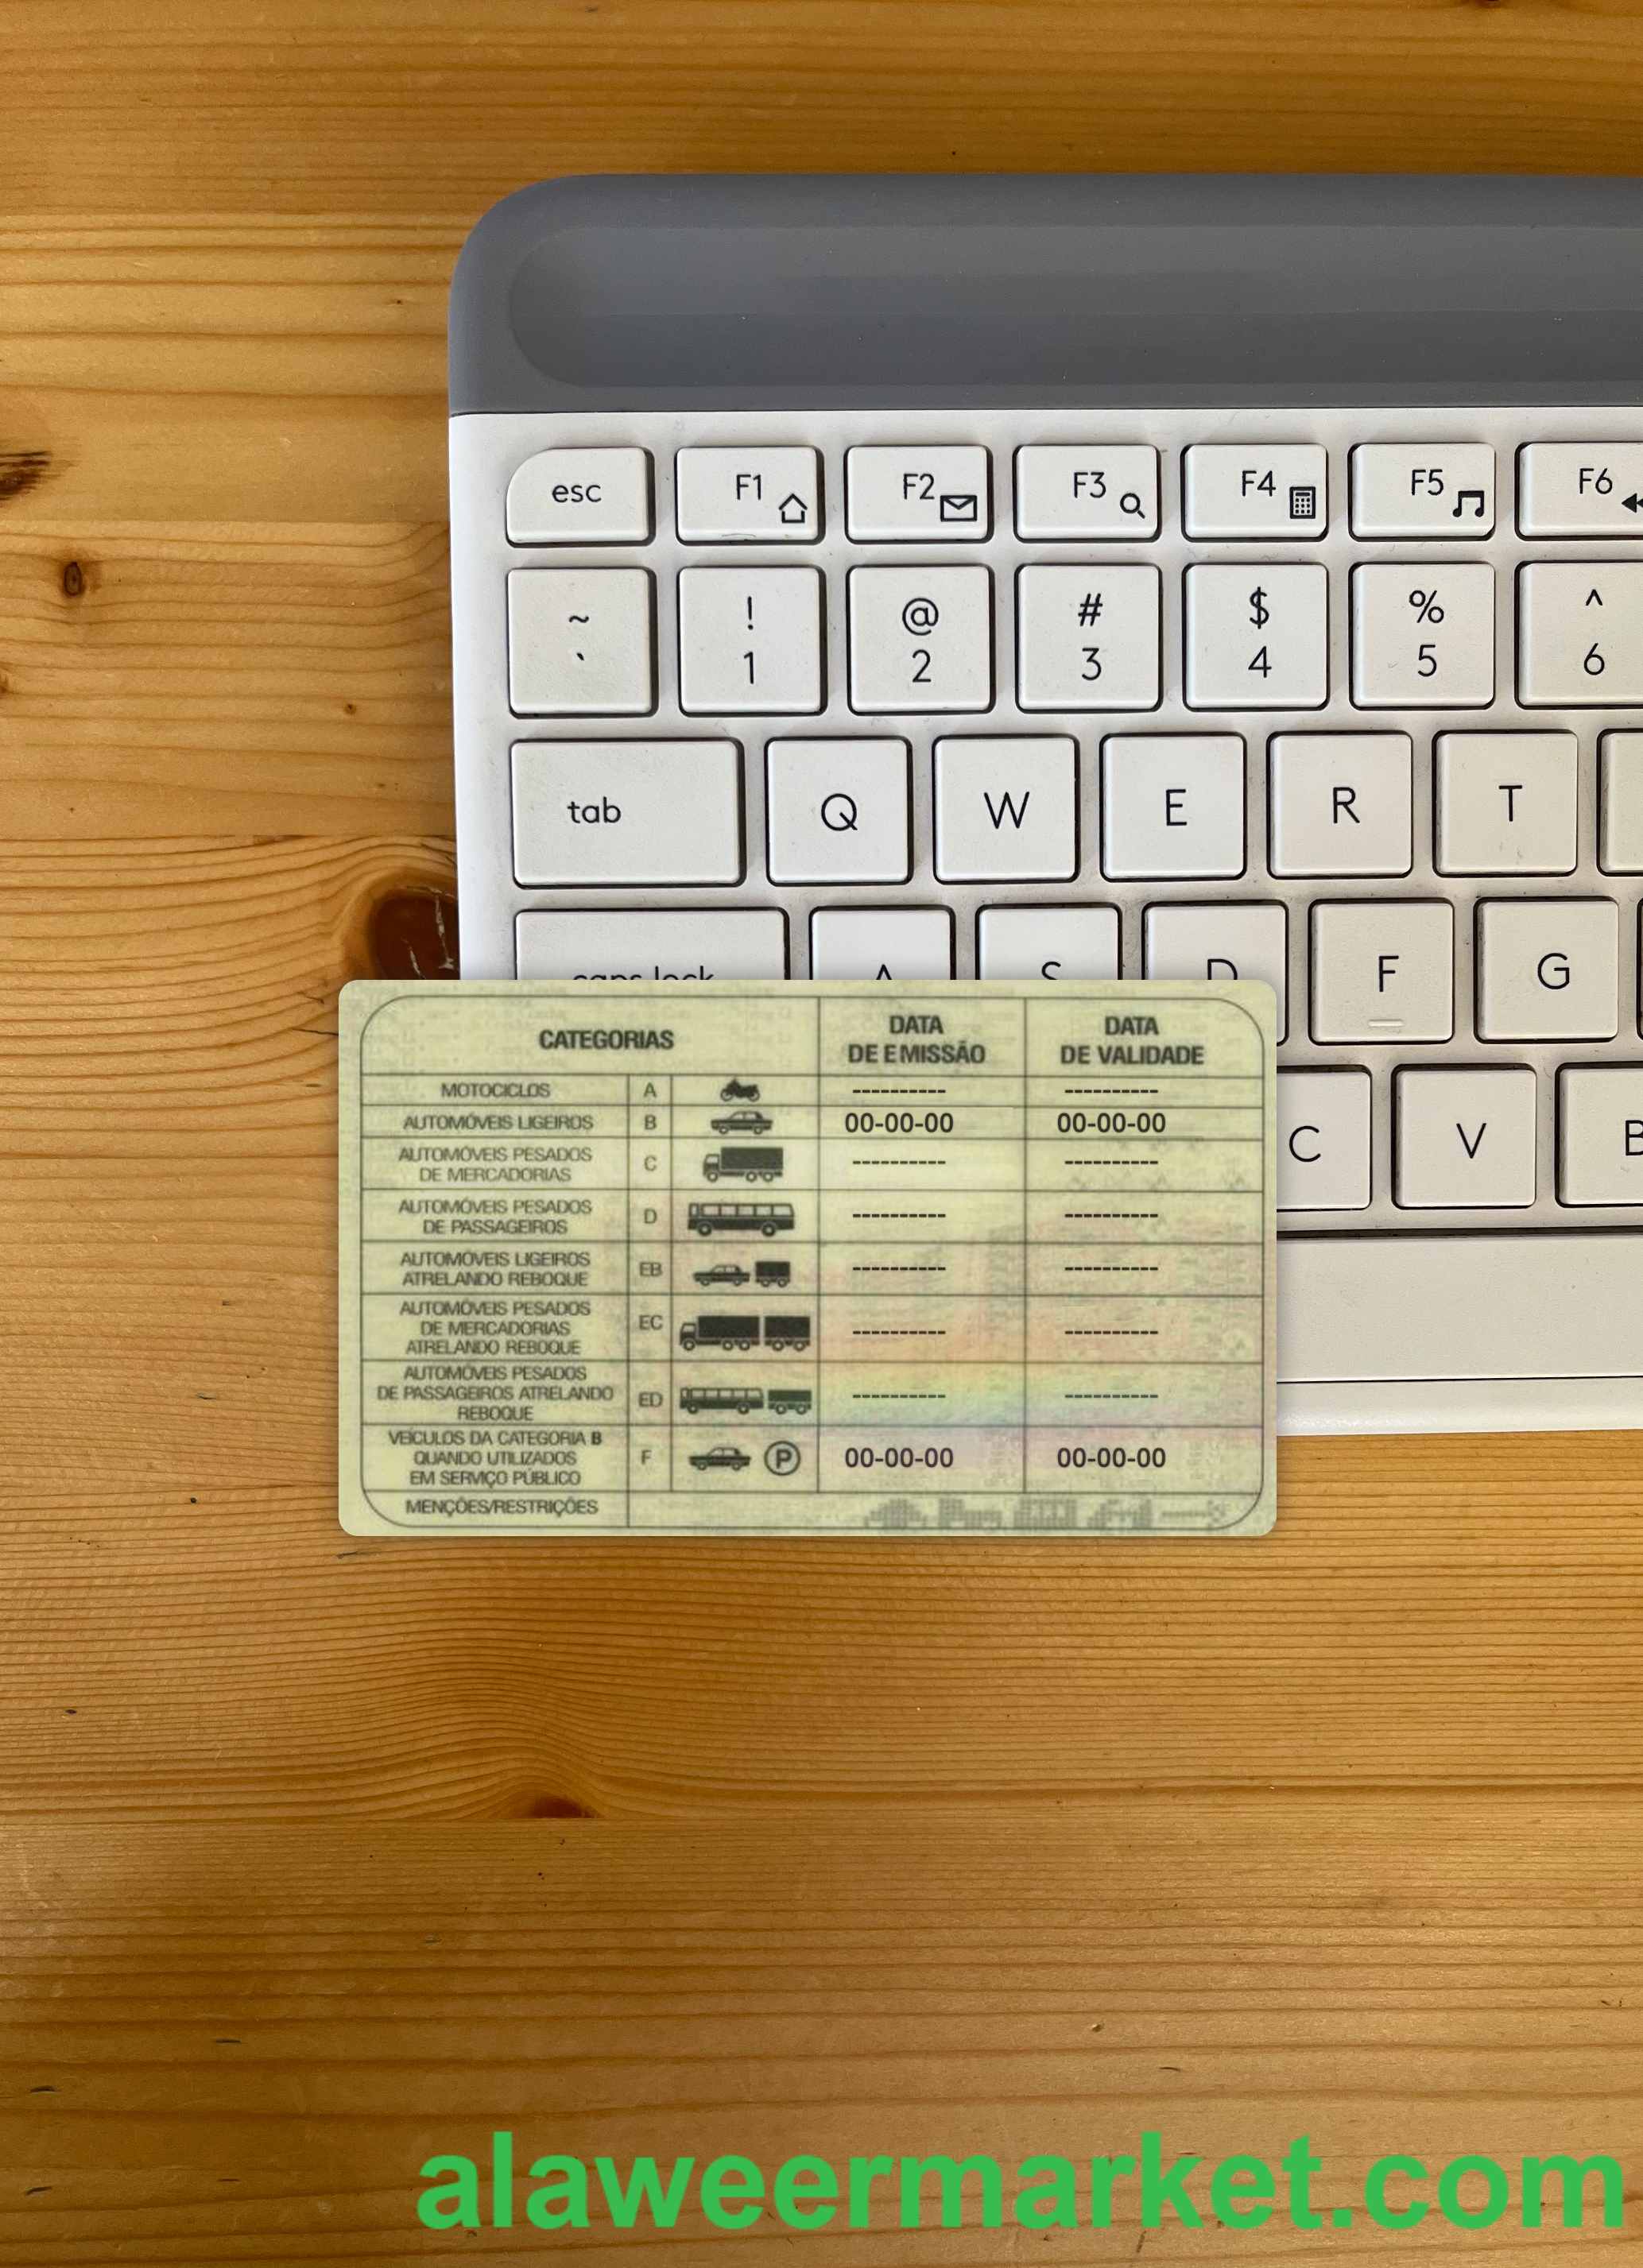 esc F1 F2 F3 F4 F5 F6
~ ! @ # $ % ^
` 1 2 3 4 5 6
tab Q W E R T
caps lock A S D F G
C V B
CATEGORIAS DATA DE EMISSÃO DATA DE VALIDADE
MOTOCICLOS A ---------- ----------
AUTOMÓVEIS LIGEIROS B 00-00-00 00-00-00
AUTOMÓVEIS PESADOS
DE MERCADORIAS C ---------- ----------
AUTOMÓVEIS PESADOS
DE PASSAGEIROS D ---------- ----------
AUTOMÓVEIS LIGEIROS
ATRELANDO REBOQUE EB ---------- ----------
AUTOMÓVEIS PESADOS
DE MERCADORIAS
ATRELANDO REBOQUE EC ---------- ----------
AUTOMÓVEIS PESADOS
DE PASSAGEIROS ATRELANDO
REBOQUE ED ---------- ----------
VEÍCULOS DA CATEGORIA B
QUANDO UTILIZADOS
EM SERVIÇO PÚBLICO F P 00-00-00 00-00-00
MENÇÕES/RESTRIÇÕES
alaweermarket.com